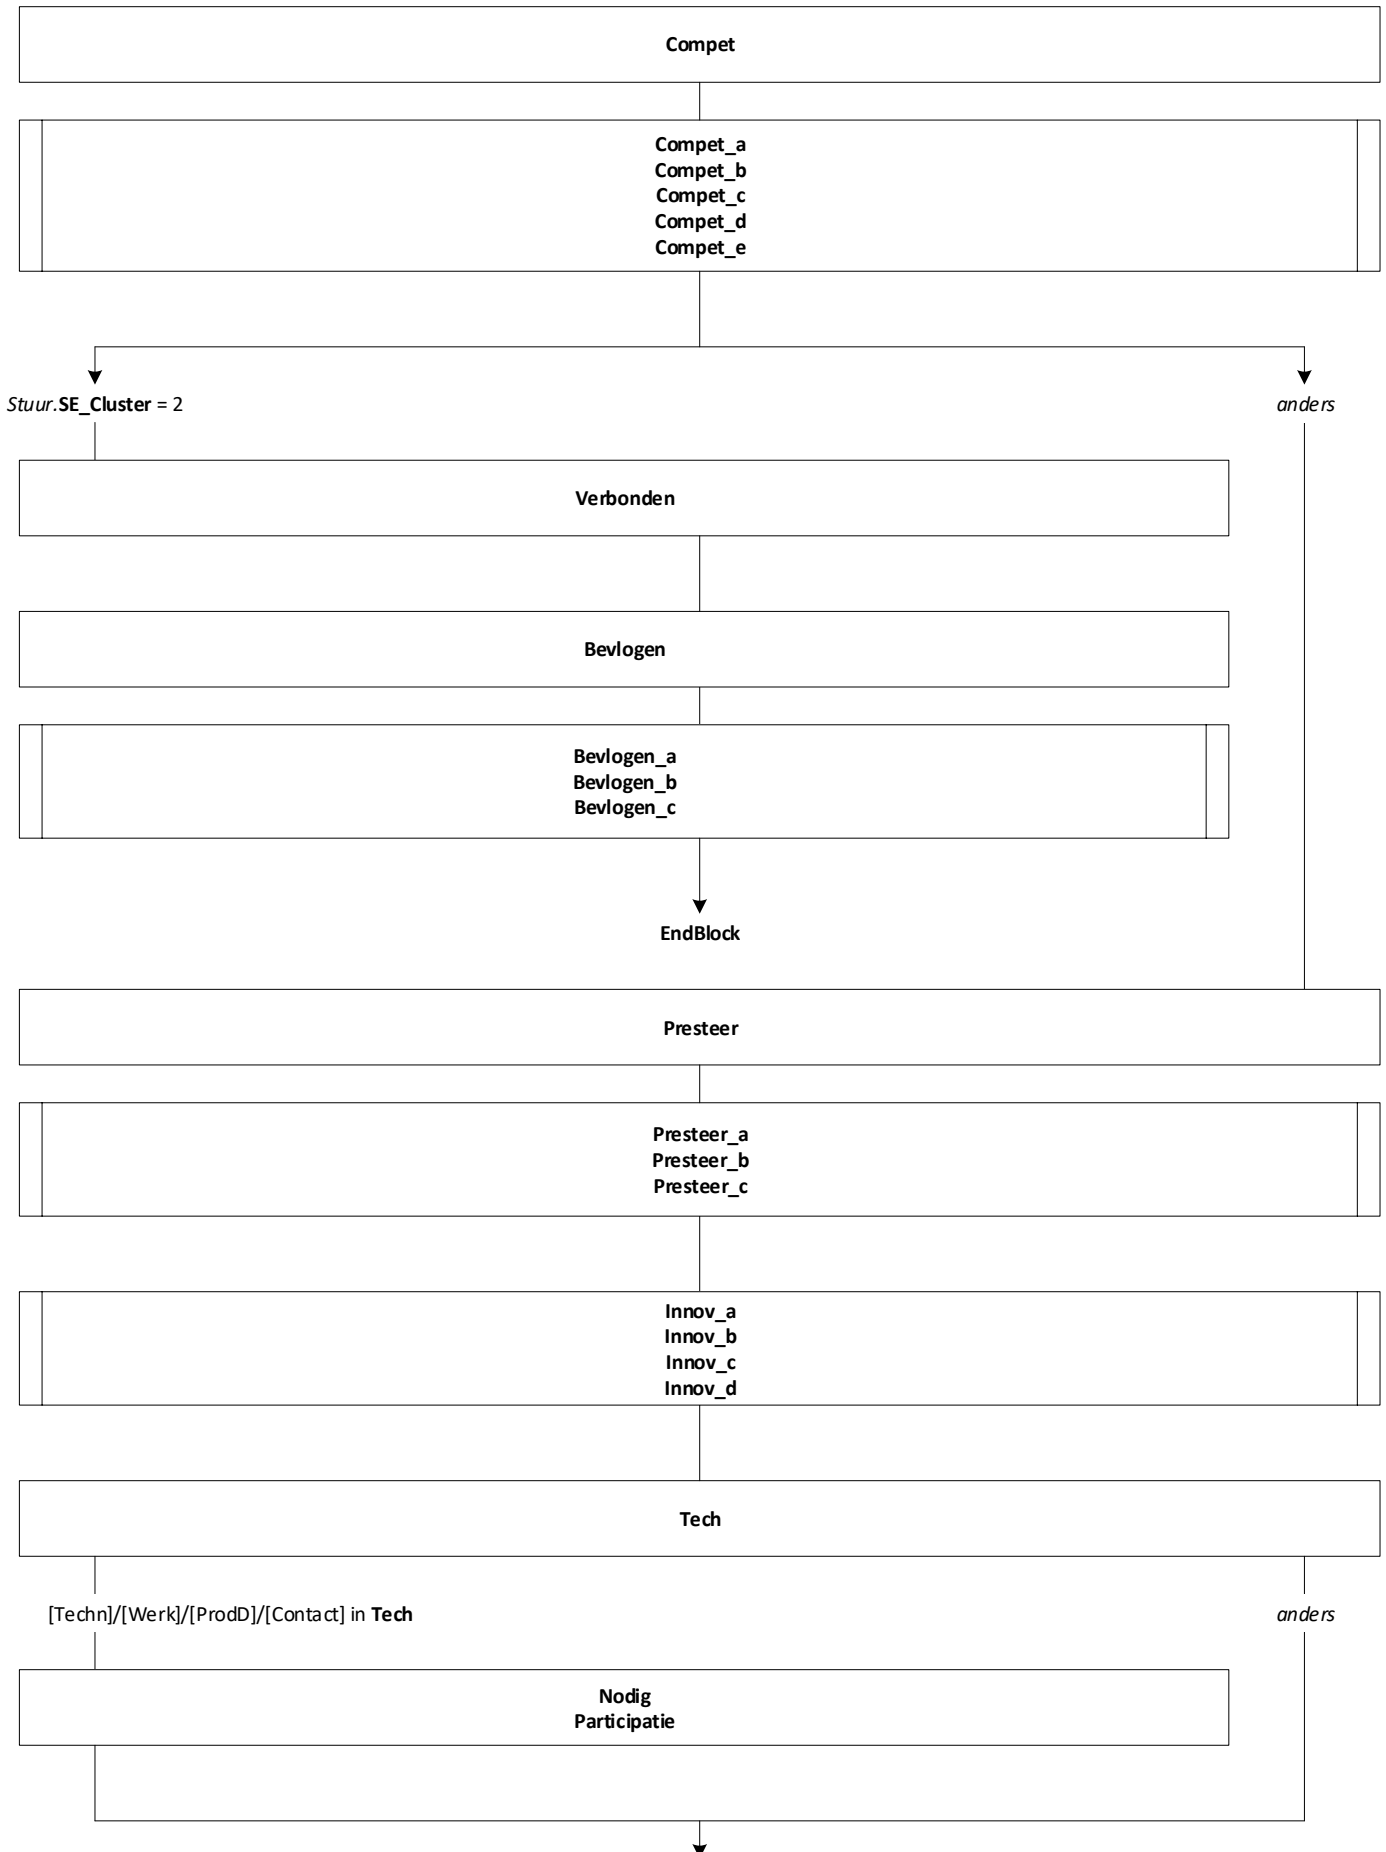 Compet
Compet_a
Compet_b
Compet_c
Compet_d
Compet_e
Stuur.SE_Cluster = 2
anders
Verbonden
Bevlogen
Bevlogen_a
Bevlogen_b
Bevlogen_c
EndBlock
Presteer
Presteer_a
Presteer_b
Presteer_c
Innov_a
Innov_b
Innov_c
Innov_d
Tech
[Techn]/[Werk]/[ProdD]/[Contact] in Tech
anders
Nodig
Participatie